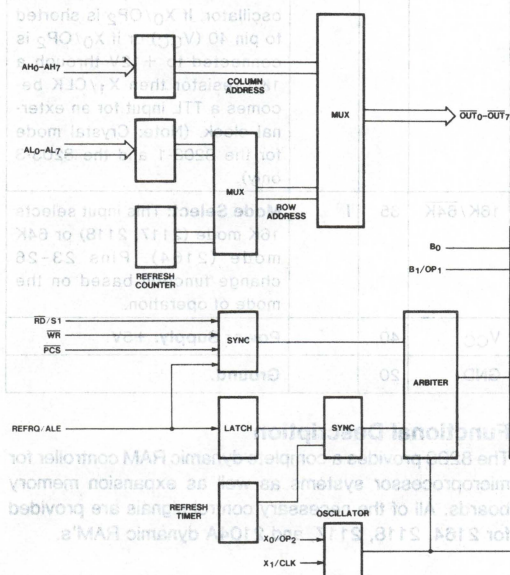 AH0–AH7
COLUMN ADDRESS
AL0–AL7
MUX
OUT0–OUT7
MUX
ROW ADDRESS
REFRESH COUNTER
B0
B1/OP1
RD/S1
WR
PCS
SYNC
ARBITER
REFRQ/ALE
LATCH
SYNC
REFRESH TIMER
X0/OP2
OSCILLATOR
X1/CLK
oscillator. If X0/OP2 is shorted
to pin 40 (VCC) or if X0/OP2 is
connected to +12V through a
resistor then X1/CLK be-
comes a TTL input for an exter-
nal clock. (Note: Crystal mode
for the and the
only).
16K/64K 35 I Mode Select: This input selects
16K mode (2117, 2118) or 64K
mode (2164). Pins 23-26
change function based on the
mode of operation.
VCC 40 Power Supply: +5V.
GND 20 Ground.
Functional Description
The 8203 provides a complete dynamic RAM controller for
microprocessor systems as well as expansion memory
boards. All of the necessary control signals are provided
for 2164, 2118, 2117, and 2104A dynamic RAM's.